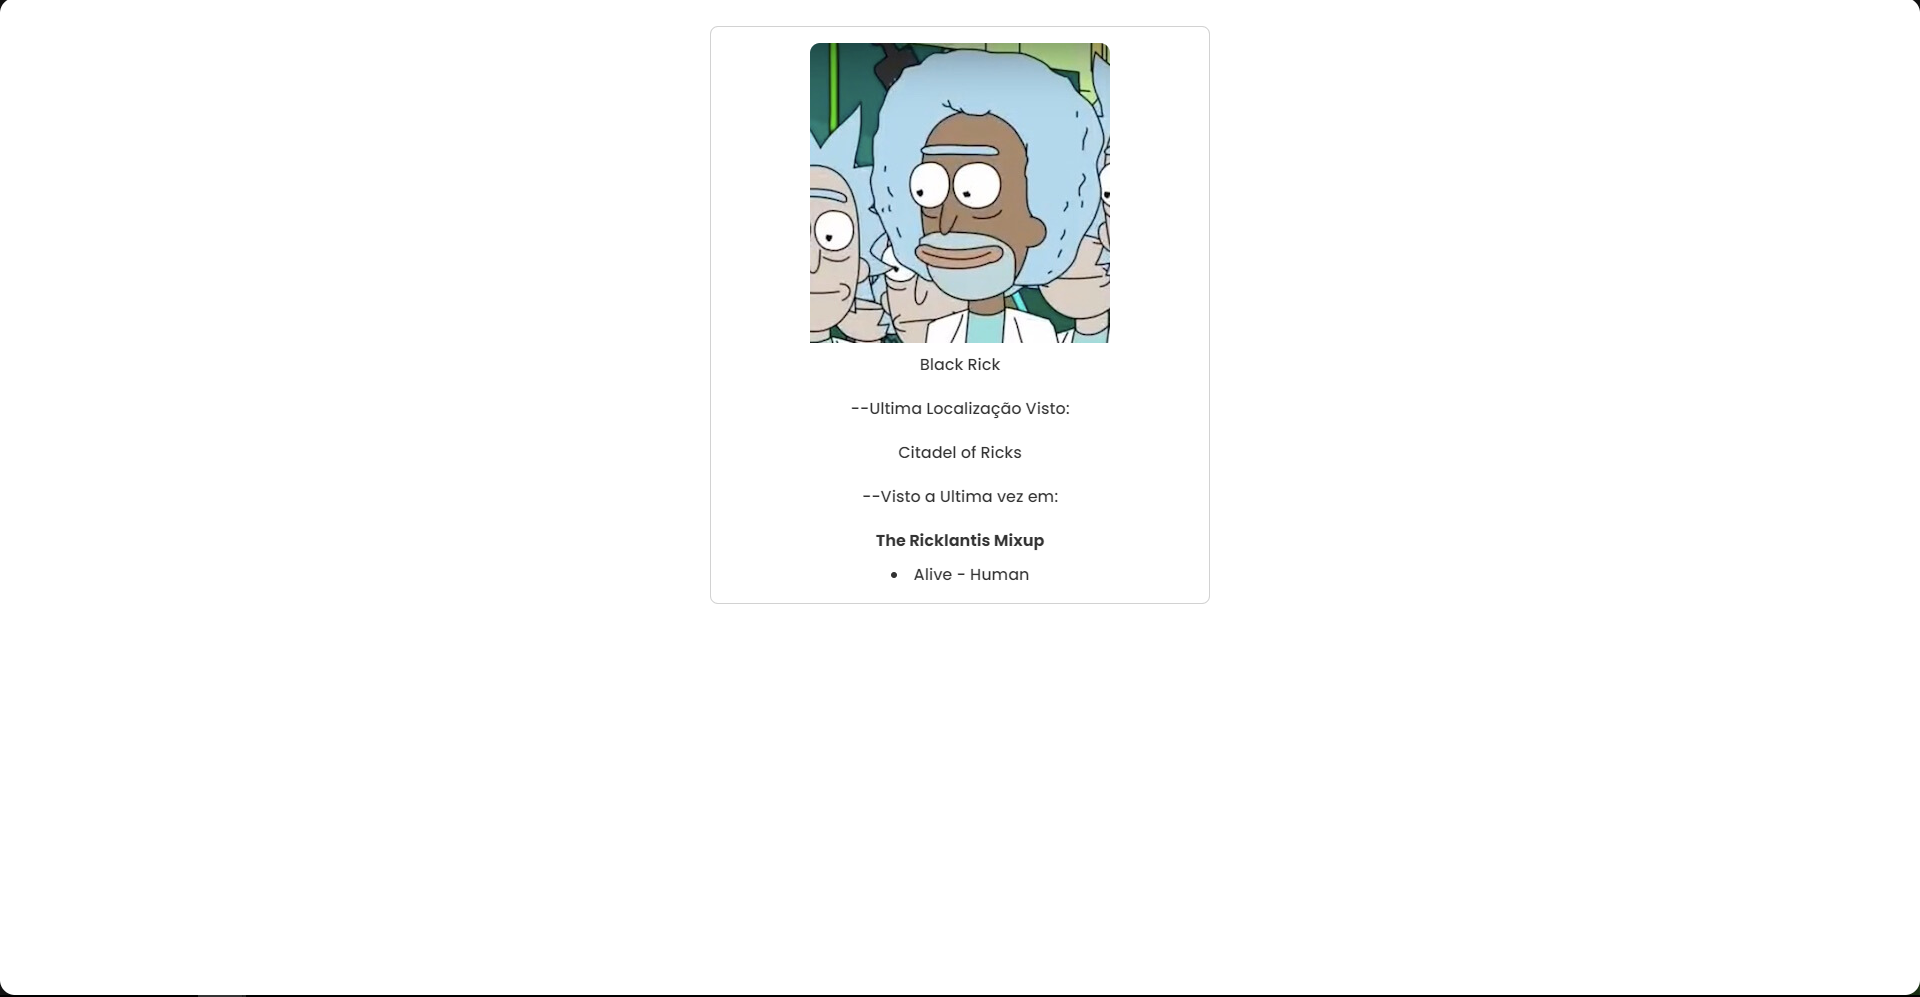 Black Rick
--Ultima Localização Visto:
Citadel of Ricks
--Visto a Ultima vez em:
The Ricklantis Mixup
• Alive - Human